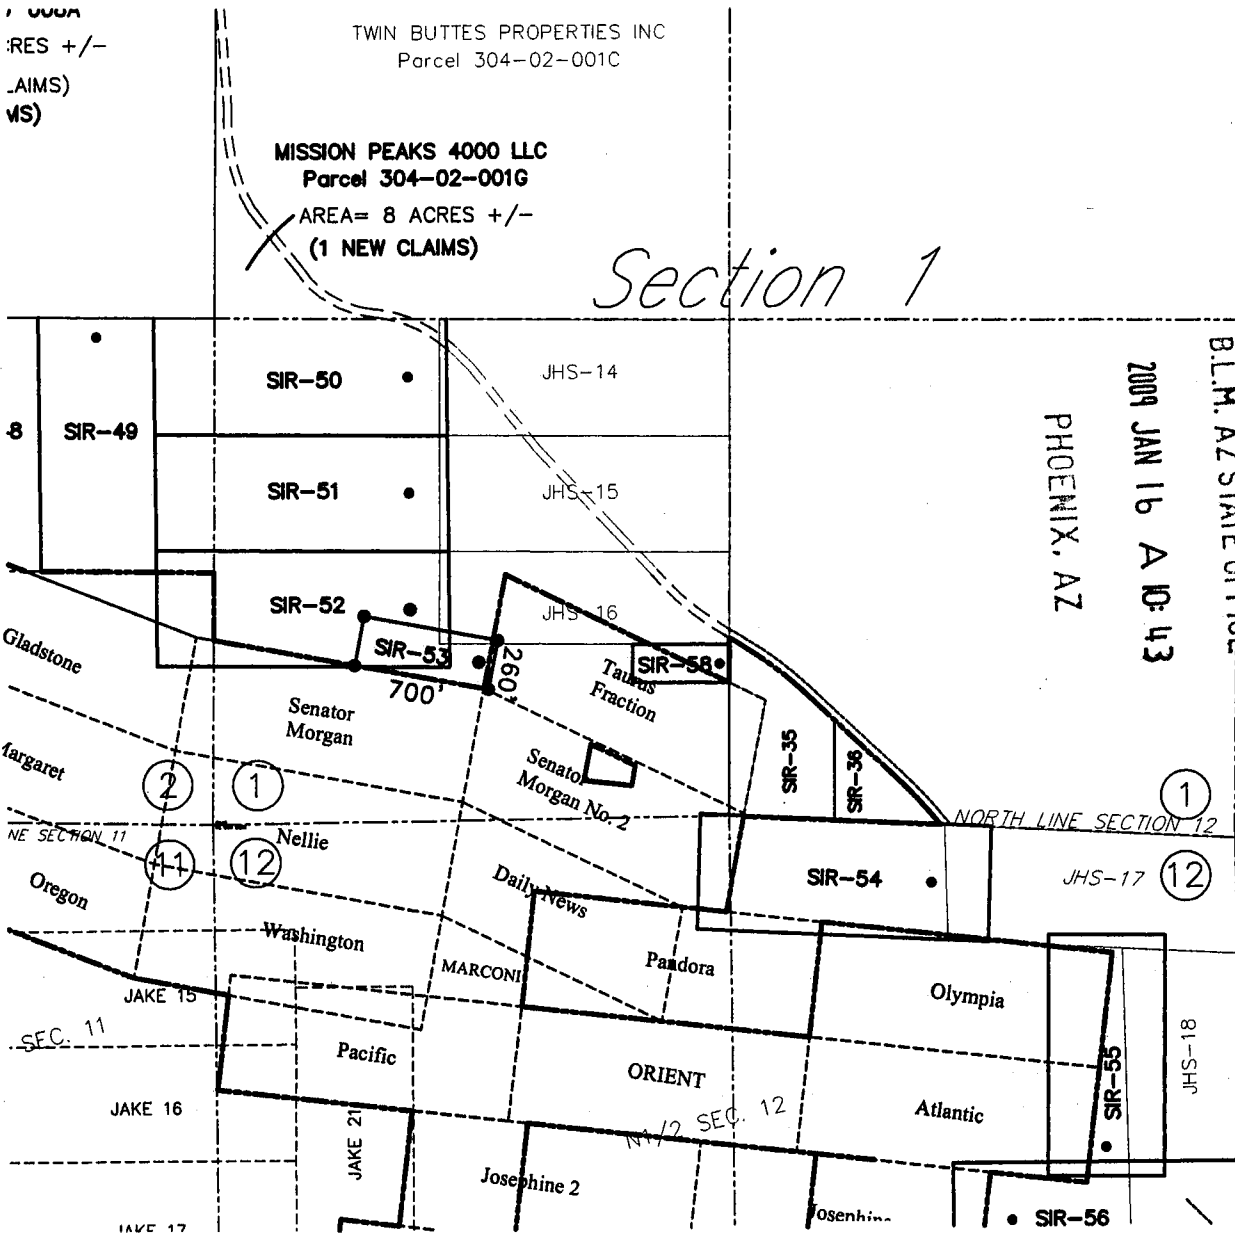 RES +/-
AIMS)
MS)
TWIN BUTTES PROPERTIES INC
Parcel 304-02-001C
MISSION PEAKS 4000 LLC
Parcel 304-02-001G
AREA= 8 ACRES +/-
(1 NEW CLAIMS)
Section 1
B.L.M. AZ STATE OFFICE
2009 JAN 16 A 10:43
PHOENIX, AZ
-8
SIR-49
SIR-50
JHS-14
SIR-51
JHS-15
SIR-52
JHS-16
SIR-53
SIR-58
700'
260'
Gladstone
Taurus
Fraction
Senator
Morgan
Margaret
Senator
Morgan No. 2
SIR-35
SIR-36
2
1
1
NE SECTION 11
NORTH LINE SECTION 12
11
12
12
Nellie
Oregon
Daily News
SIR-54
JHS-17
Washington
MARCONI
Pandora
Olympia
JAKE 15
SEC. 11
Pacific
ORIENT
SIR-55
JHS-18
JAKE 16
JAKE 21
N1/2 SEC. 12
Atlantic
Josephine 2
Josephine
JAKE 17
SIR-56